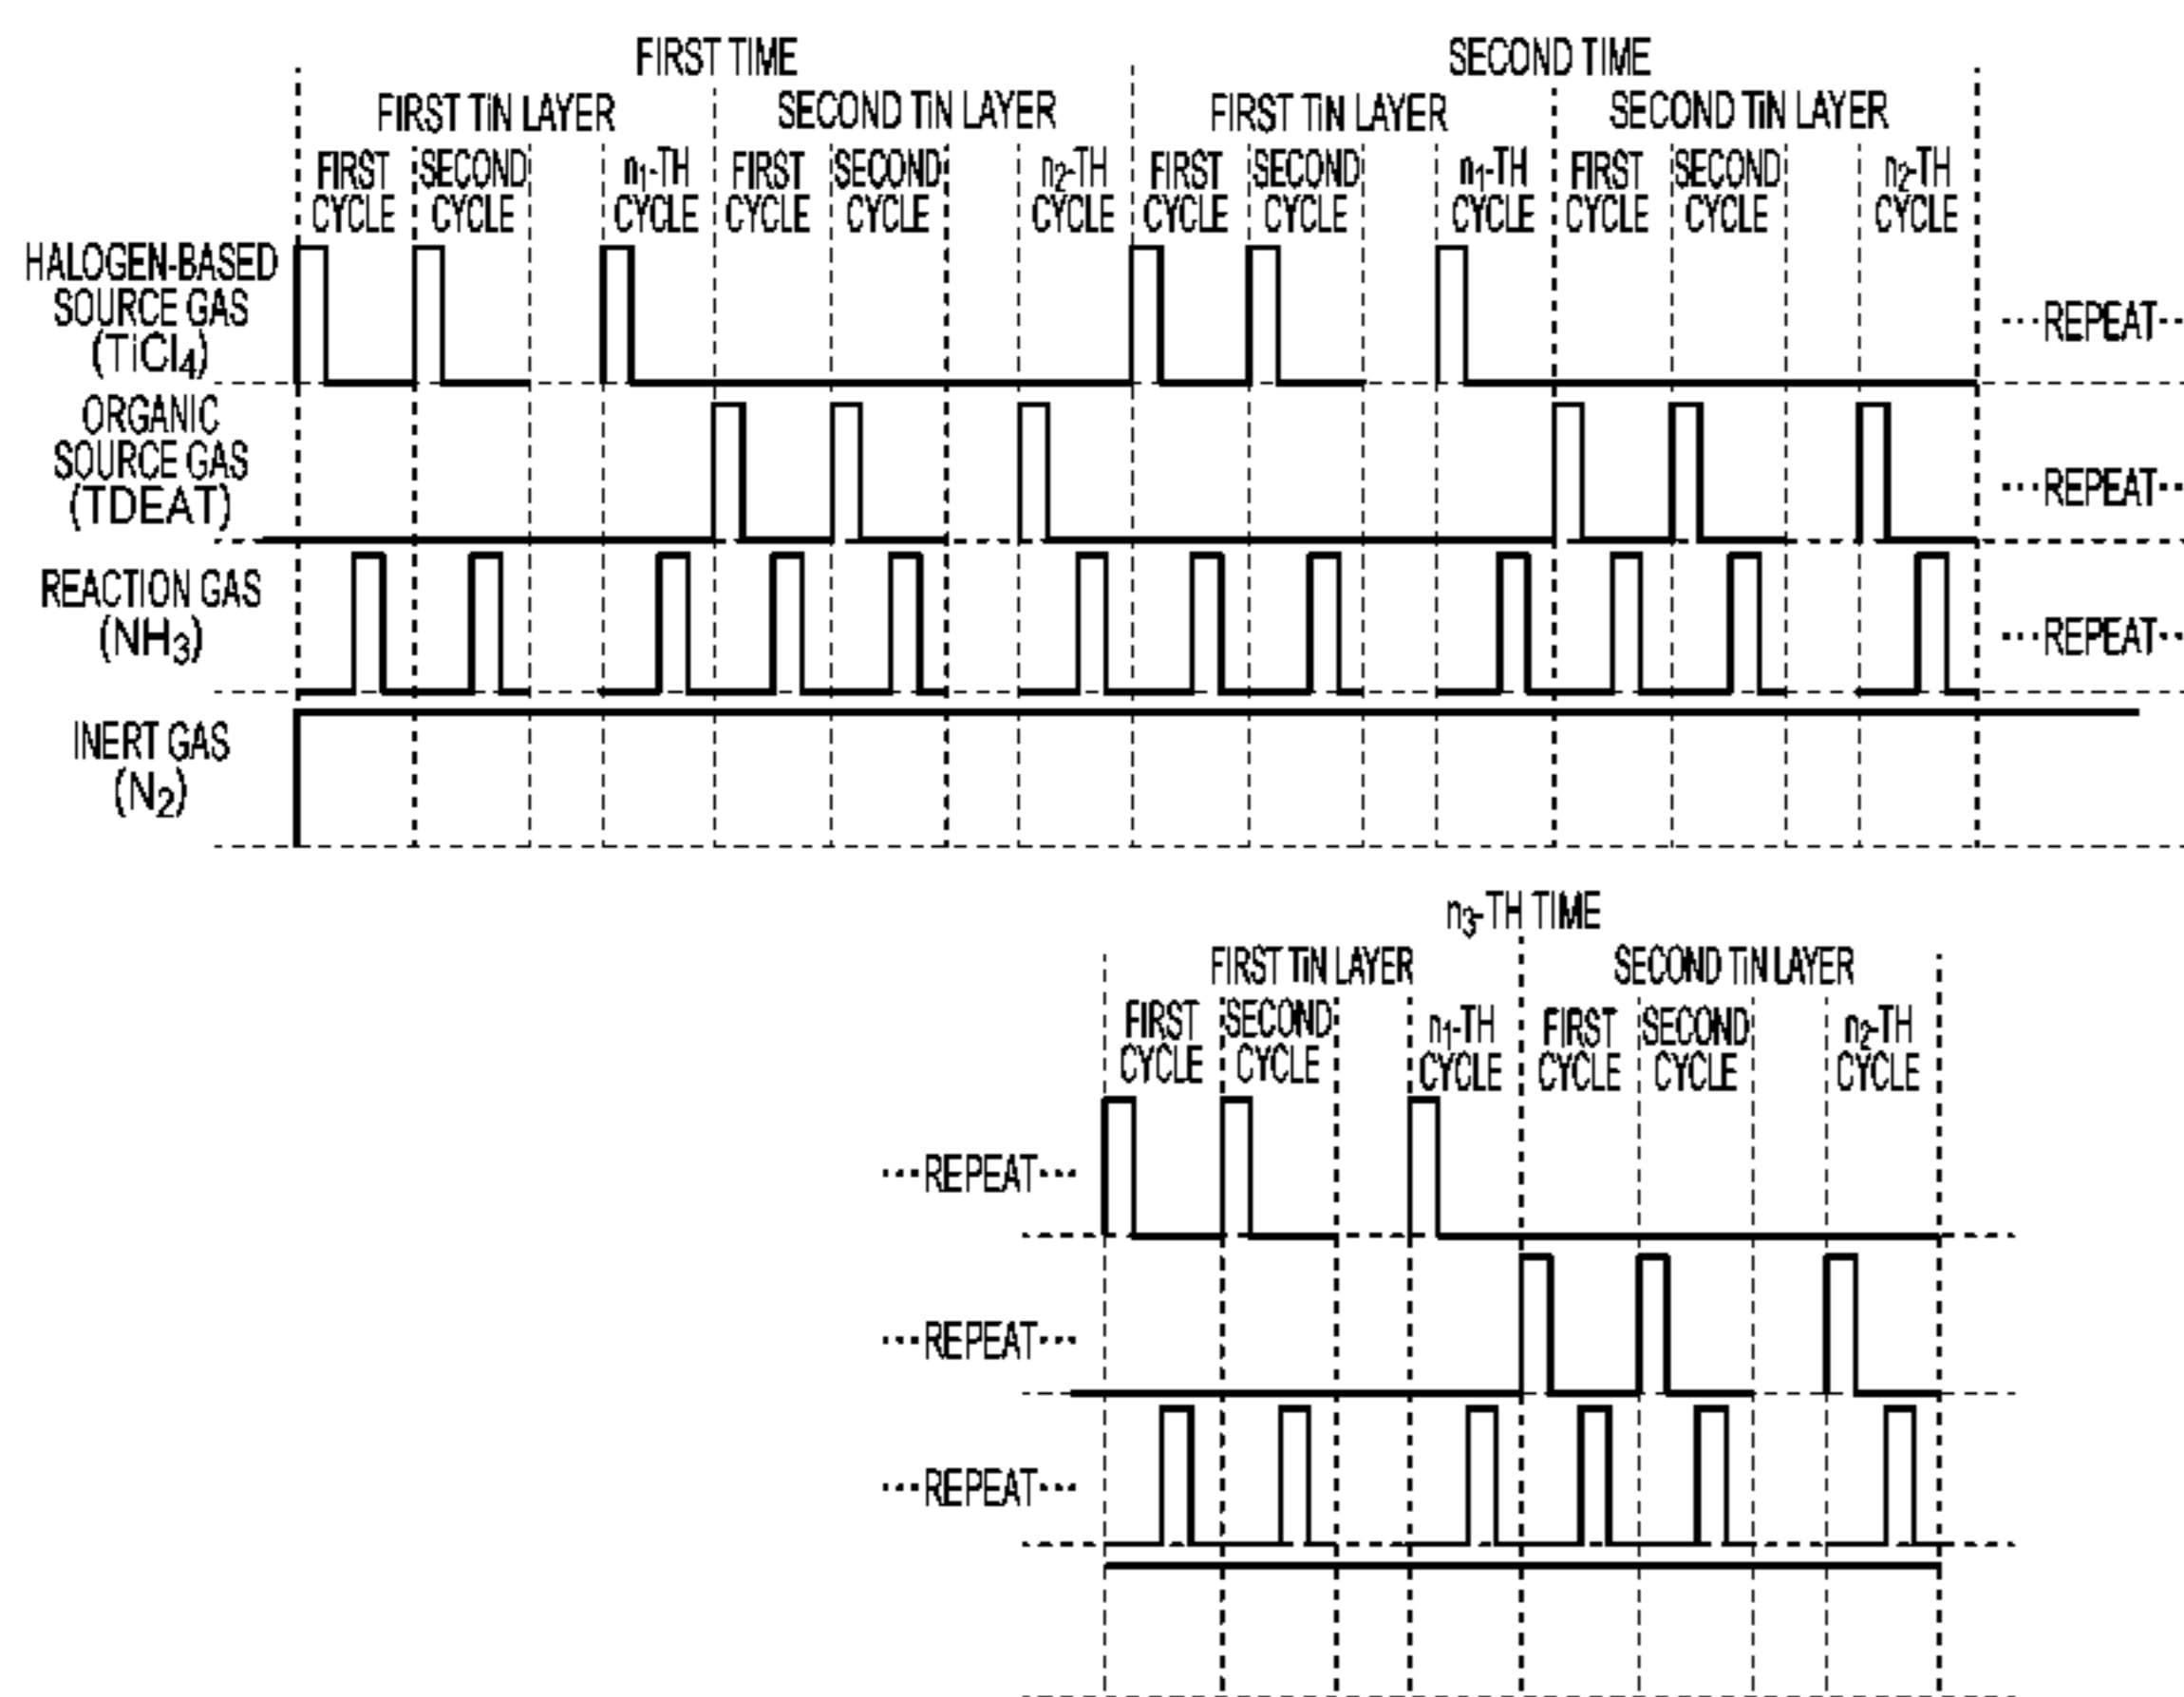 FIRST TIME
SECOND TIME
FIRST TiN LAYER
SECOND TiN LAYER
FIRST TiN LAYER
SECOND TiN LAYER
FIRST CYCLE
SECOND CYCLE
n1-TH CYCLE
FIRST CYCLE
SECOND CYCLE
n2-TH CYCLE
FIRST CYCLE
SECOND CYCLE
n1-TH CYCLE
FIRST CYCLE
SECOND CYCLE
n2-TH CYCLE
HALOGEN-BASED
SOURCE GAS
(TiCl4)
···REPEAT··
ORGANIC
SOURCE GAS
(TDEAT)
···REPEAT··
REACTION GAS
(NH3)
···REPEAT··
INERT GAS
(N2)
n3-TH TIME
FIRST TiN LAYER
SECOND TiN LAYER
FIRST CYCLE
SECOND CYCLE
n1-TH CYCLE
FIRST CYCLE
SECOND CYCLE
n2-TH CYCLE
···REPEAT···
···REPEAT···
···REPEAT···